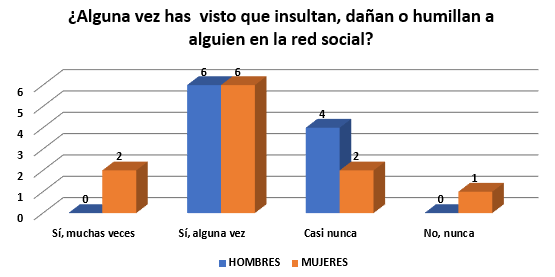 ¿Alguna vez has visto que insultan, dañan o humillan a
alguien en la red social?
6
5
4
3
2
1
0
0
2
6
6
4
2
0
1
Sí, muchas veces
Sí, alguna vez
Casi nunca
No, nunca
HOMBRES
MUJERES